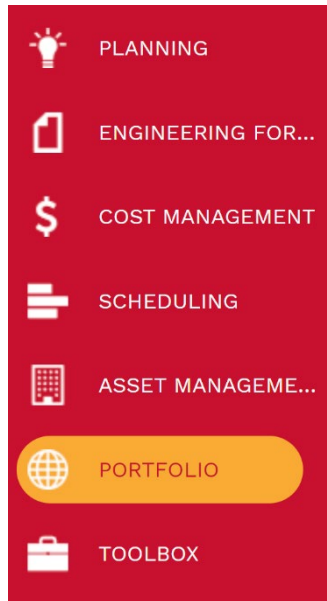 PLANNING
ENGINEERING FOR...
$
COST MANAGEMENT
SCHEDULING
ASSET MANAGEME...
PORTFOLIO
TOOLBOX